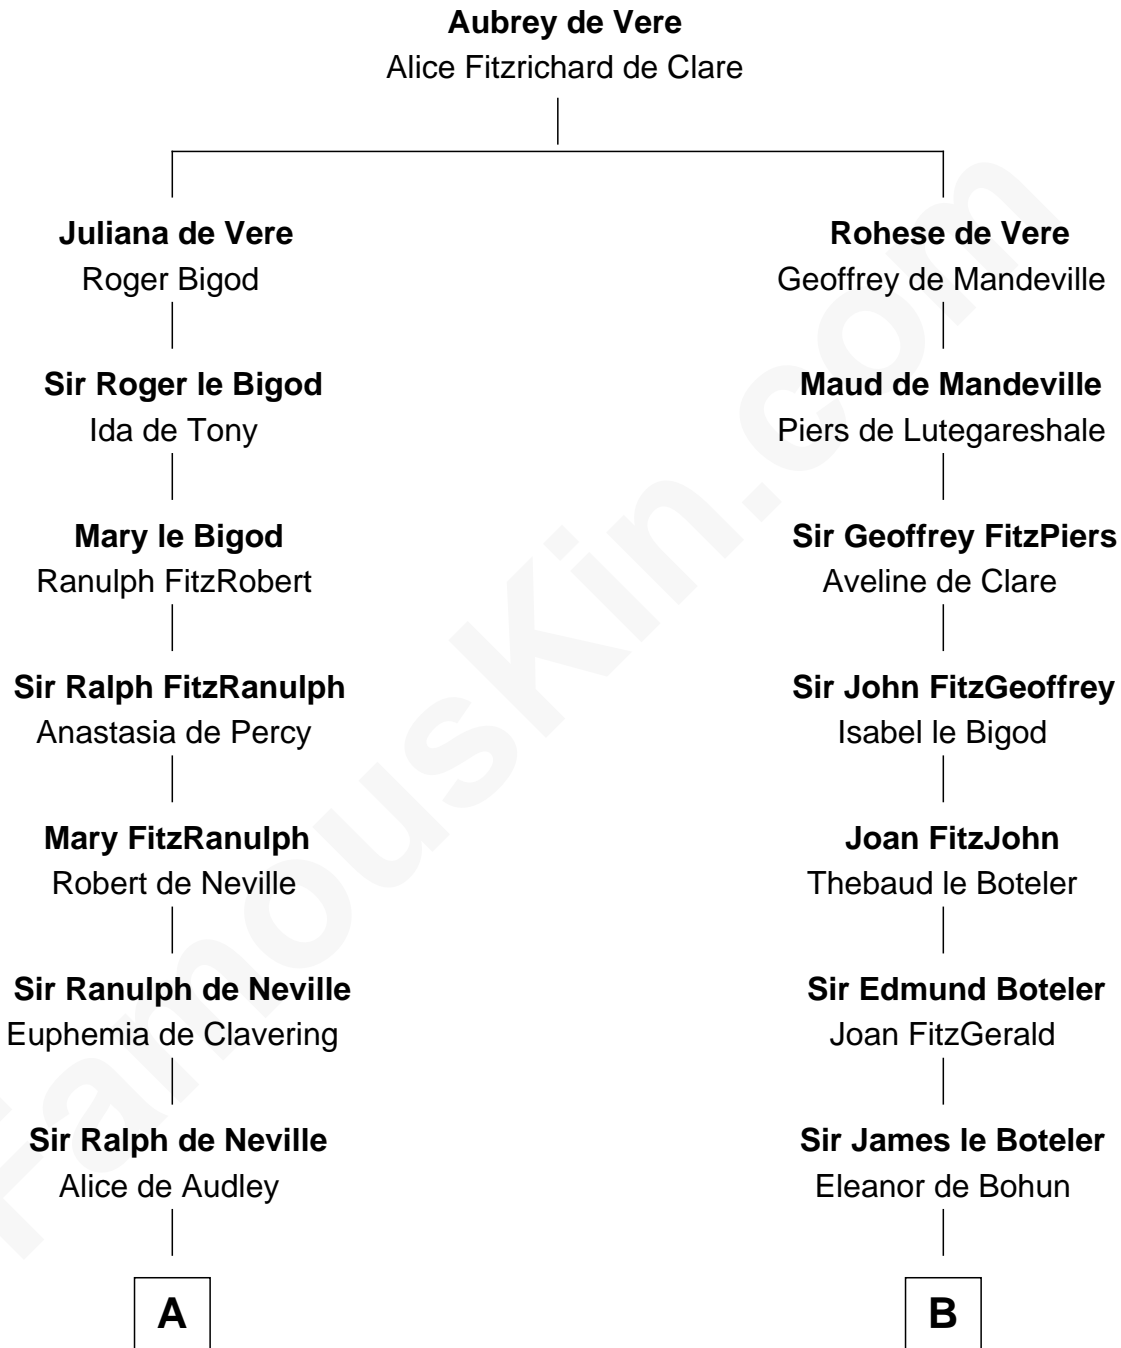 Aubrey de Vere
Alice Fitzrichard de Clare
Juliana de Vere
Roger Bigod
Rohese de Vere
Geoffrey de Mandeville
Sir Roger le Bigod
Ida de Tony
Maud de Mandeville
Piers de Lutegareshale
Mary le Bigod
Ranulph FitzRobert
Sir Geoffrey FitzPiers
Aveline de Clare
Sir Ralph FitzRanulph
Anastasia de Percy
Sir John FitzGeoffrey
Isabel le Bigod
Mary FitzRanulph
Robert de Neville
Joan FitzJohn
Thebaud le Boteler
Sir Ranulph de Neville
Euphemia de Clavering
Sir Edmund Boteler
Joan FitzGerald
Sir Ralph de Neville
Alice de Audley
Sir James le Boteler
Eleanor de Bohun
A
B
FamousKin.com